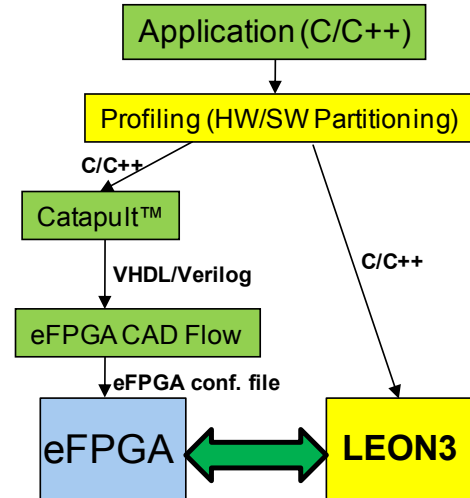 Application (C/C++)
Profiling (HW/SW Partitioning)
C/C++
Catapult™
C/C++
VHDL/Verilog
eFPGA CAD Flow
eFPGA conf. file
eFPGA
LEON3